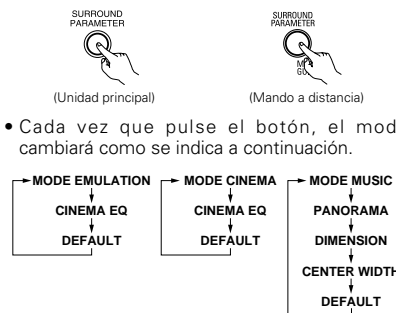 SURROUND
PARAMETER
SURROUND
PARAMETER
(Unidad principal)
(Mando a distancia)
• Cada vez que pulse el botón, el mod
cambiará como se indica a continuación.
MODE EMULATION
CINEMA EQ
DEFAULT
MODE CINEMA
CINEMA EQ
DEFAULT
MODE MUSIC
PANORAMA
DIMENSION
CENTER WIDTH
DEFAULT